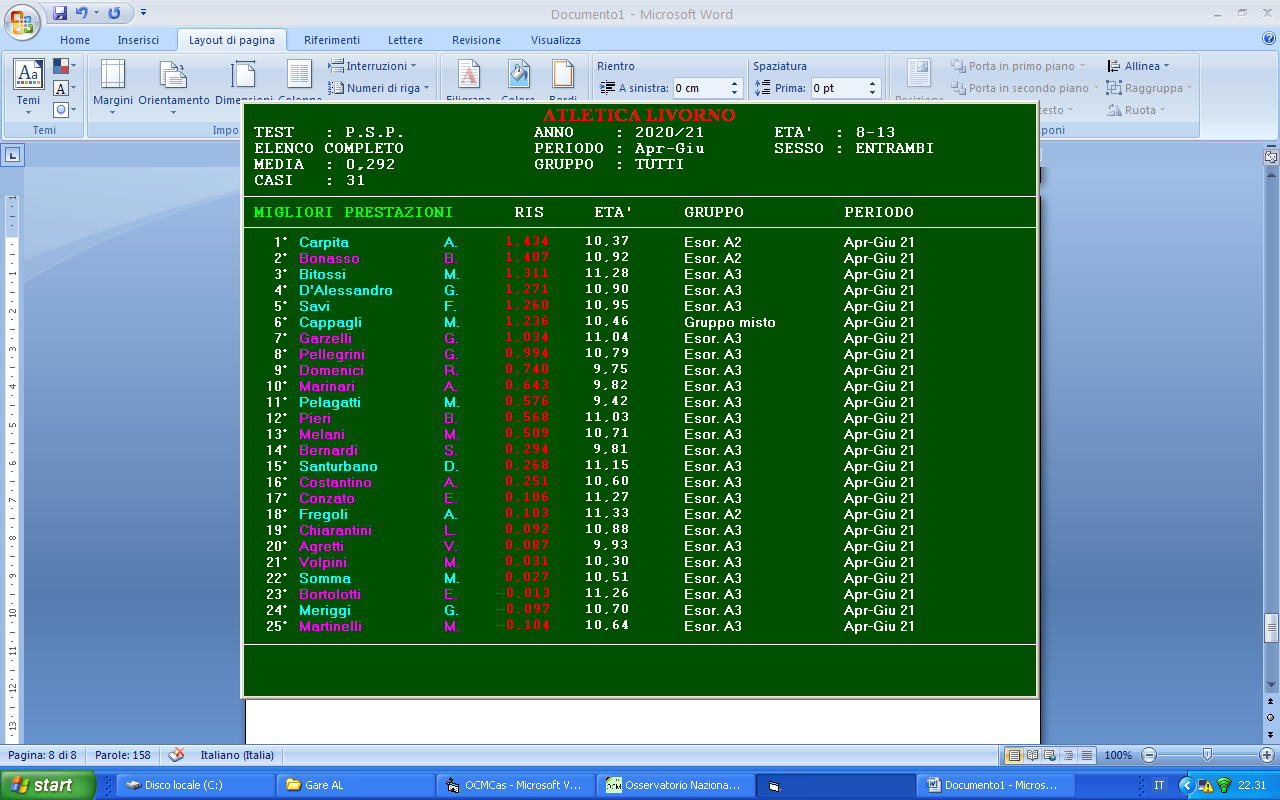 Documento1 - Microsoft Word
Home Inserisci Layout di pagina Riferimenti Lettere Revisione Visualizza
Interruzioni Rientro Spaziatura Porta in primo piano Allinea
Temi Margini Orientamento Numeri di riga A sinistra: 0 cm Prima: 0 pt Porta in secondo piano Raggruppa
Ruota
Temi
ATLETICA LIVORNO
TEST : P.S.P. ANNO : 2020/21 ETA' : 8-13
ELENCO COMPLETO PERIODO : Apr-Giu SESSO : ENTRAMBI
MEDIA : 0,292 GRUPPO : TUTTI
CASI : 31
MIGLIORI PRESTAZIONI RIS ETA' GRUPPO PERIODO
1° Carpita A. 1.434 10,37 Esor. A2 Apr-Giu 21
2° Bonasso B. 1.407 10,92 Esor. A2 Apr-Giu 21
3° Bitossi M. 1.311 11,28 Esor. A3 Apr-Giu 21
4° D'Alessandro G. 1.271 10,90 Esor. A3 Apr-Giu 21
5° Savi F. 1.260 10,95 Esor. A3 Apr-Giu 21
6° Cappagli M. 1.236 10,46 Gruppo misto Apr-Giu 21
7° Garzelli G. 1.034 11,04 Esor. A3 Apr-Giu 21
8° Pellegrini G. 0.994 10,79 Esor. A3 Apr-Giu 21
9° Domenici R. 0.740 9,75 Esor. A3 Apr-Giu 21
10° Marinari A. 0.643 9,82 Esor. A3 Apr-Giu 21
11° Pelagatti M. 0.576 9,42 Esor. A3 Apr-Giu 21
12° Pieri B. 0.568 11,03 Esor. A3 Apr-Giu 21
13° Melani M. 0.509 10,71 Esor. A3 Apr-Giu 21
14° Bernardi S. 0.294 9,81 Esor. A3 Apr-Giu 21
15° Santurbano D. 0.268 11,15 Esor. A3 Apr-Giu 21
16° Costantino A. 0.251 10,60 Esor. A3 Apr-Giu 21
17° Conzato E. 0.106 11,27 Esor. A3 Apr-Giu 21
18° Fregoli A. 0.103 11,33 Esor. A2 Apr-Giu 21
19° Chiarantini L. 0.092 10,88 Esor. A3 Apr-Giu 21
20° Agretti V. 0.087 9,93 Esor. A3 Apr-Giu 21
21° Volpini M. 0.031 10,30 Esor. A3 Apr-Giu 21
22° Somma M. 0.027 10,51 Esor. A3 Apr-Giu 21
23° Bortolotti E. -0.013 11,26 Esor. A3 Apr-Giu 21
24° Meriggi G. -0.097 10,70 Esor. A3 Apr-Giu 21
25° Martinelli M. -0.104 10,64 Esor. A3 Apr-Giu 21
Pagina: 8 di 8 Parole: 158 Italiano (Italia) 100%
start Disco locale (C:) Gare AL OCMCas - Microsoft V... Osservatorio Naziona... Documento1 - Micros... IT 22.31